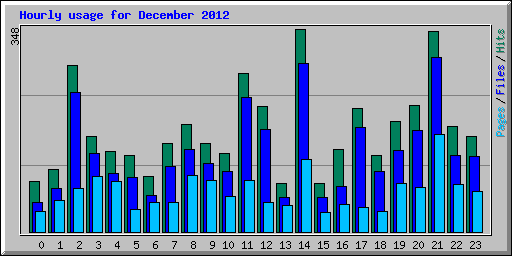 Hourly usage for December 2012
348
Pages/Files/Hits
0 1 2 3 4 5 6 7 8 9 10 11 12 13 14 15 16 17 18 19 20 21 22 23